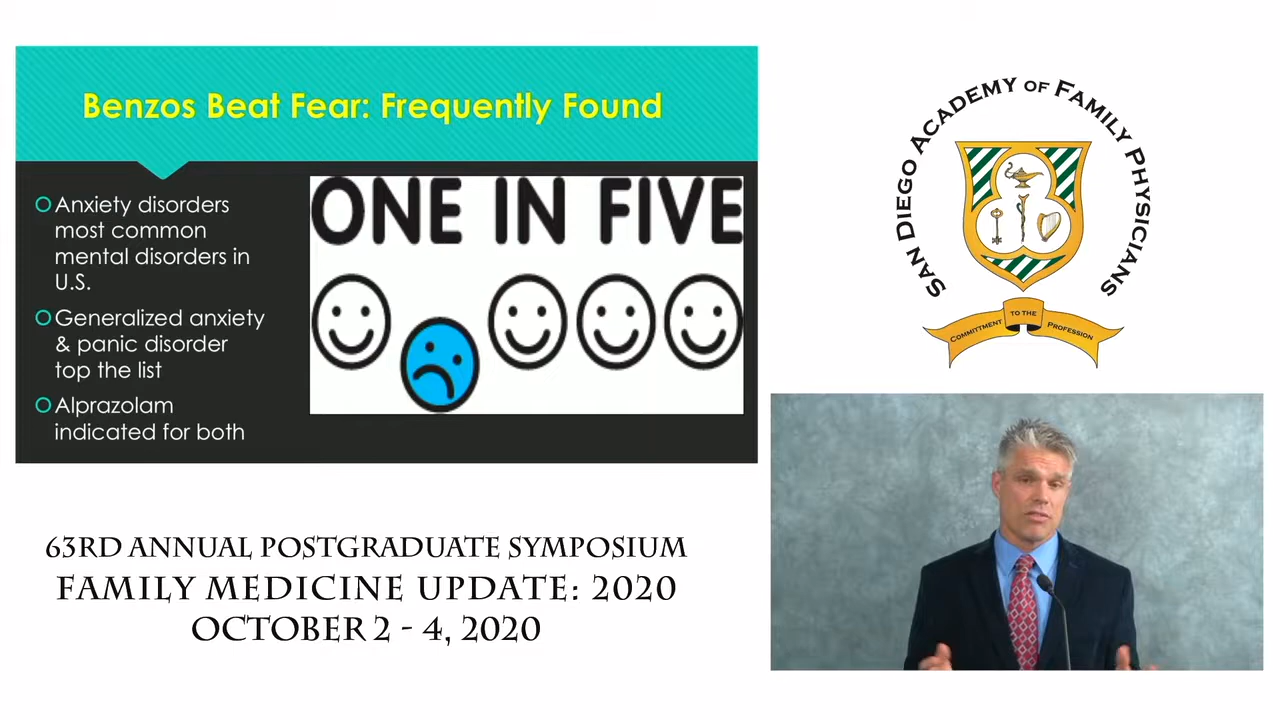 Benzos Beat Fear: Frequently Found
Anxiety disorders
most common
mental disorders in
U.S.
Generalized anxiety
& panic disorder
top the list
Alprazolam
indicated for both
ONE IN FIVE
SAN DIEGO ACADEMY OF FAMILY PHYSICIANS
COMMITTMENT TO THE PROFESSION
63RD ANNUAL POSTGRADUATE SYMPOSIUM
FAMILY MEDICINE UPDATE: 2020
OCTOBER 2 - 4, 2020